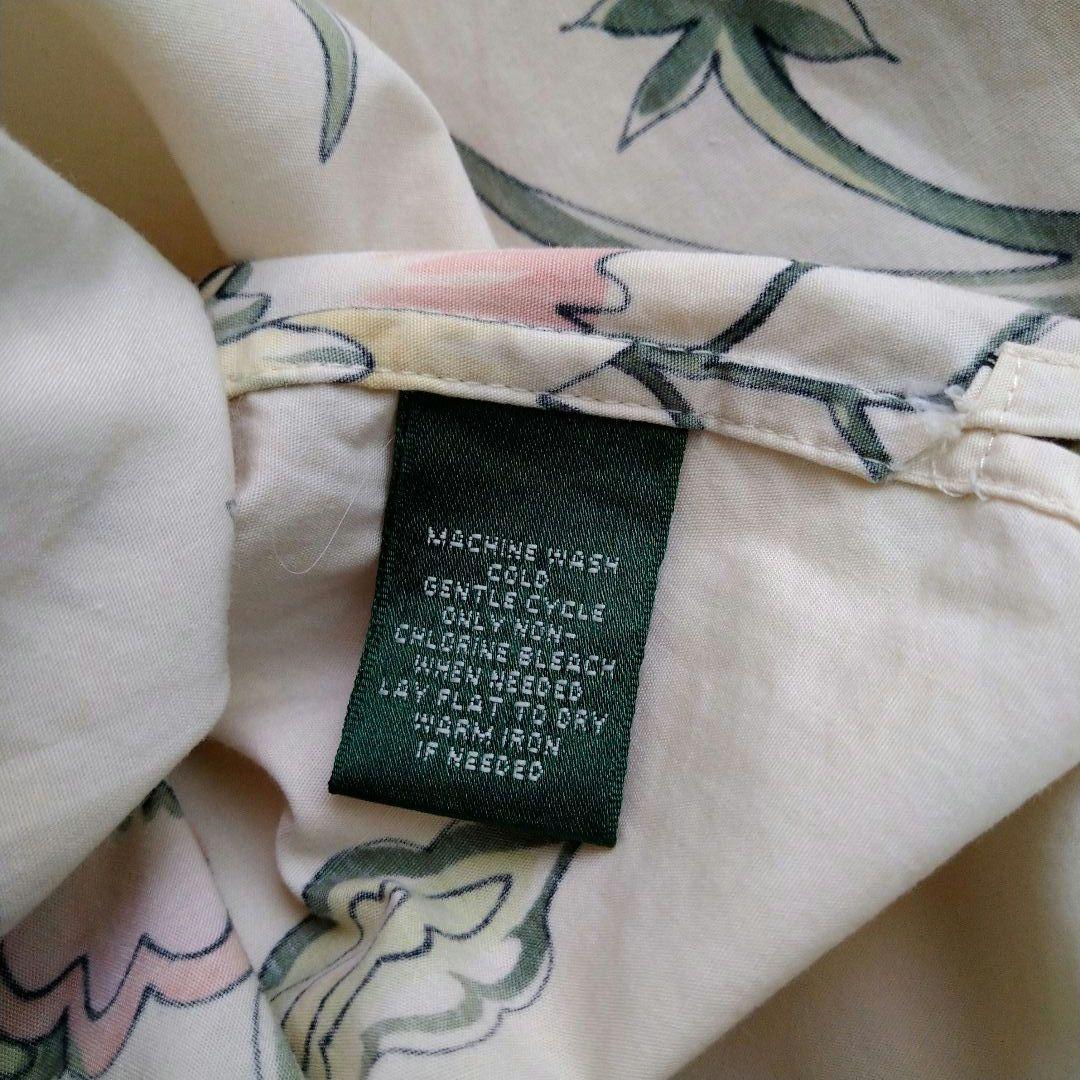 MACHINE WASH
COLD
GENTLE CYCLE
ONLY NON-
CHLORINE BLEACH
WHEN NEEDED
LAY FLAT TO DRY
WARM IRON
IF NEEDED